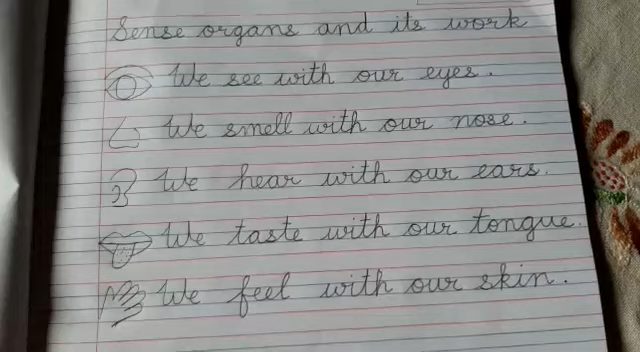 Sense organs and its work
We see with our eyes.
We smell with our nose.
We hear with our ears.
We taste with our tongue.
We feel with our skin.